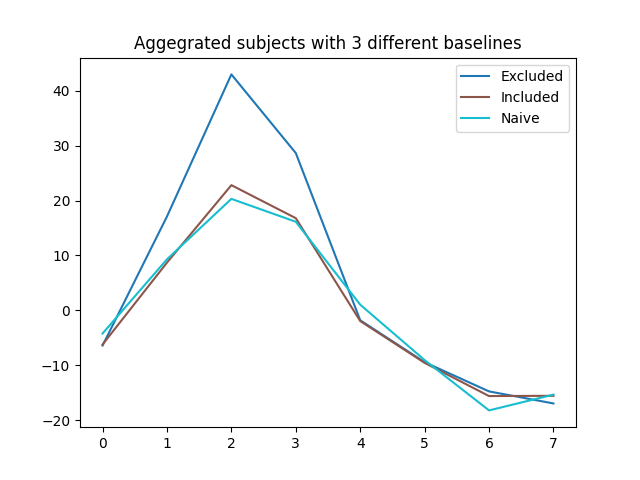 Aggegrated subjects with 3 different baselines
Excluded
Included
Naive
40
30
20
10
0
−10
−20
0 1 2 3 4 5 6 7